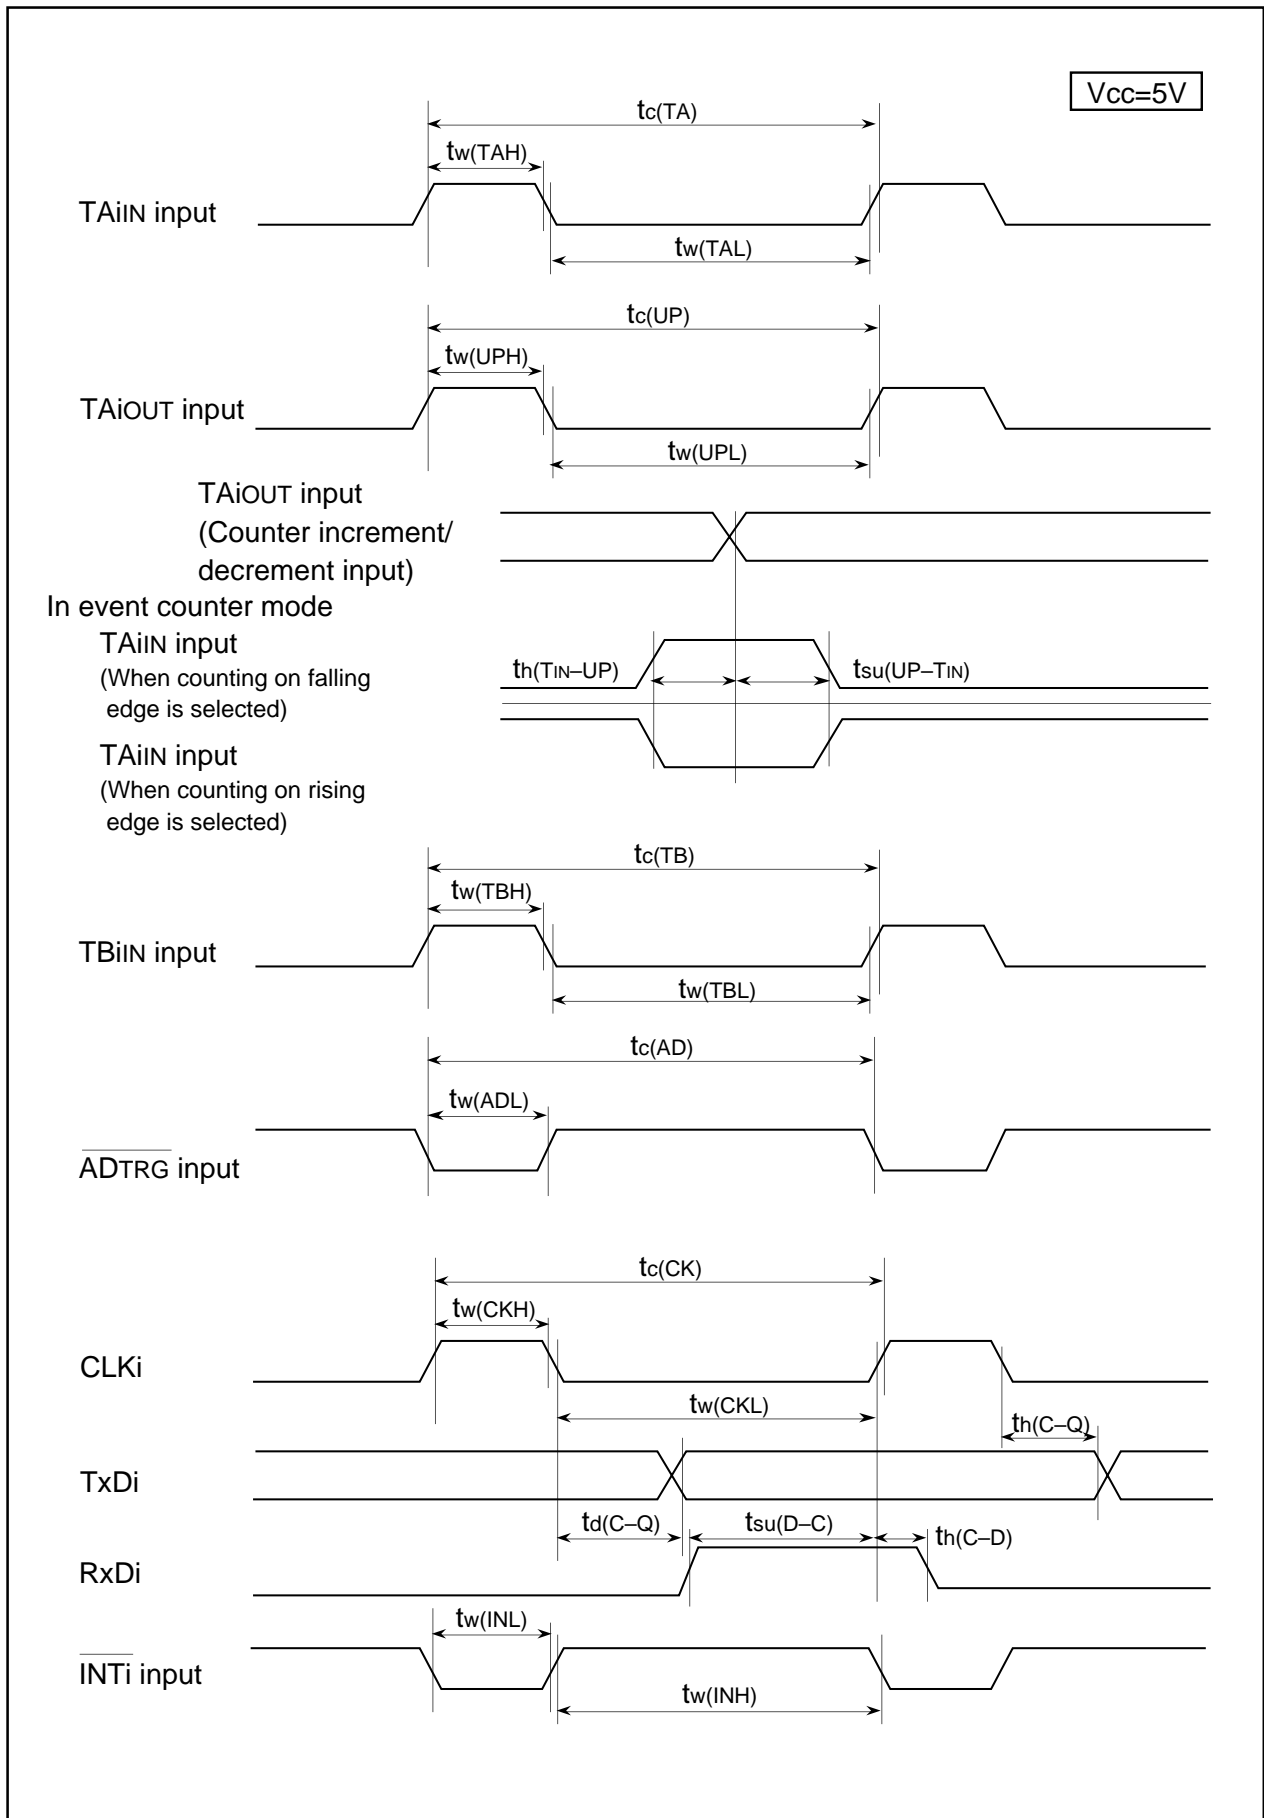 Vcc=5V
tc(TA)
tw(TAH)
TAiIN input
tw(TAL)
tc(UP)
tw(UPH)
TAiOUT input
tw(UPL)
TAiOUT input
(Counter increment/
decrement input)
In event counter mode
TAiIN input
(When counting on falling
edge is selected)
th(TIN–UP)
tsu(UP–TIN)
TAiIN input
(When counting on rising
edge is selected)
tc(TB)
tw(TBH)
TBiIN input
tw(TBL)
tc(AD)
tw(ADL)
ADTRG input
tc(CK)
tw(CKH)
CLKi
tw(CKL)
th(C–Q)
TxDi
td(C–Q)
tsu(D–C)
th(C–D)
RxDi
tw(INL)
INTi input
tw(INH)